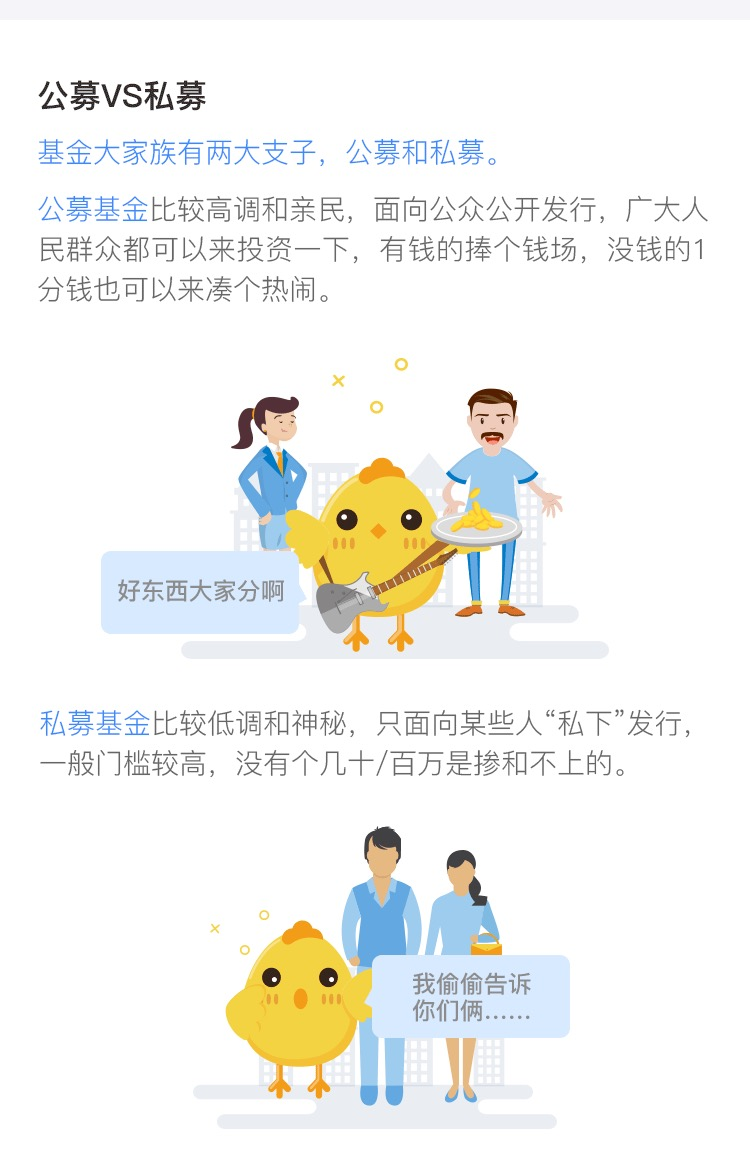 公募VS私募
基金大家族有两大支子，公募和私募。
公募基金比较高调和亲民，面向公众公开发行，广大人
民群众都可以来投资一下，有钱的捧个钱场，没钱的1
分钱也可以来凑个热闹。
好东西大家分啊
私募基金比较低调和神秘，只面向某些人“私下”发行，
一般门槛较高，没有个几十/百万是掺和不上的。
我偷偷告诉
你们俩……